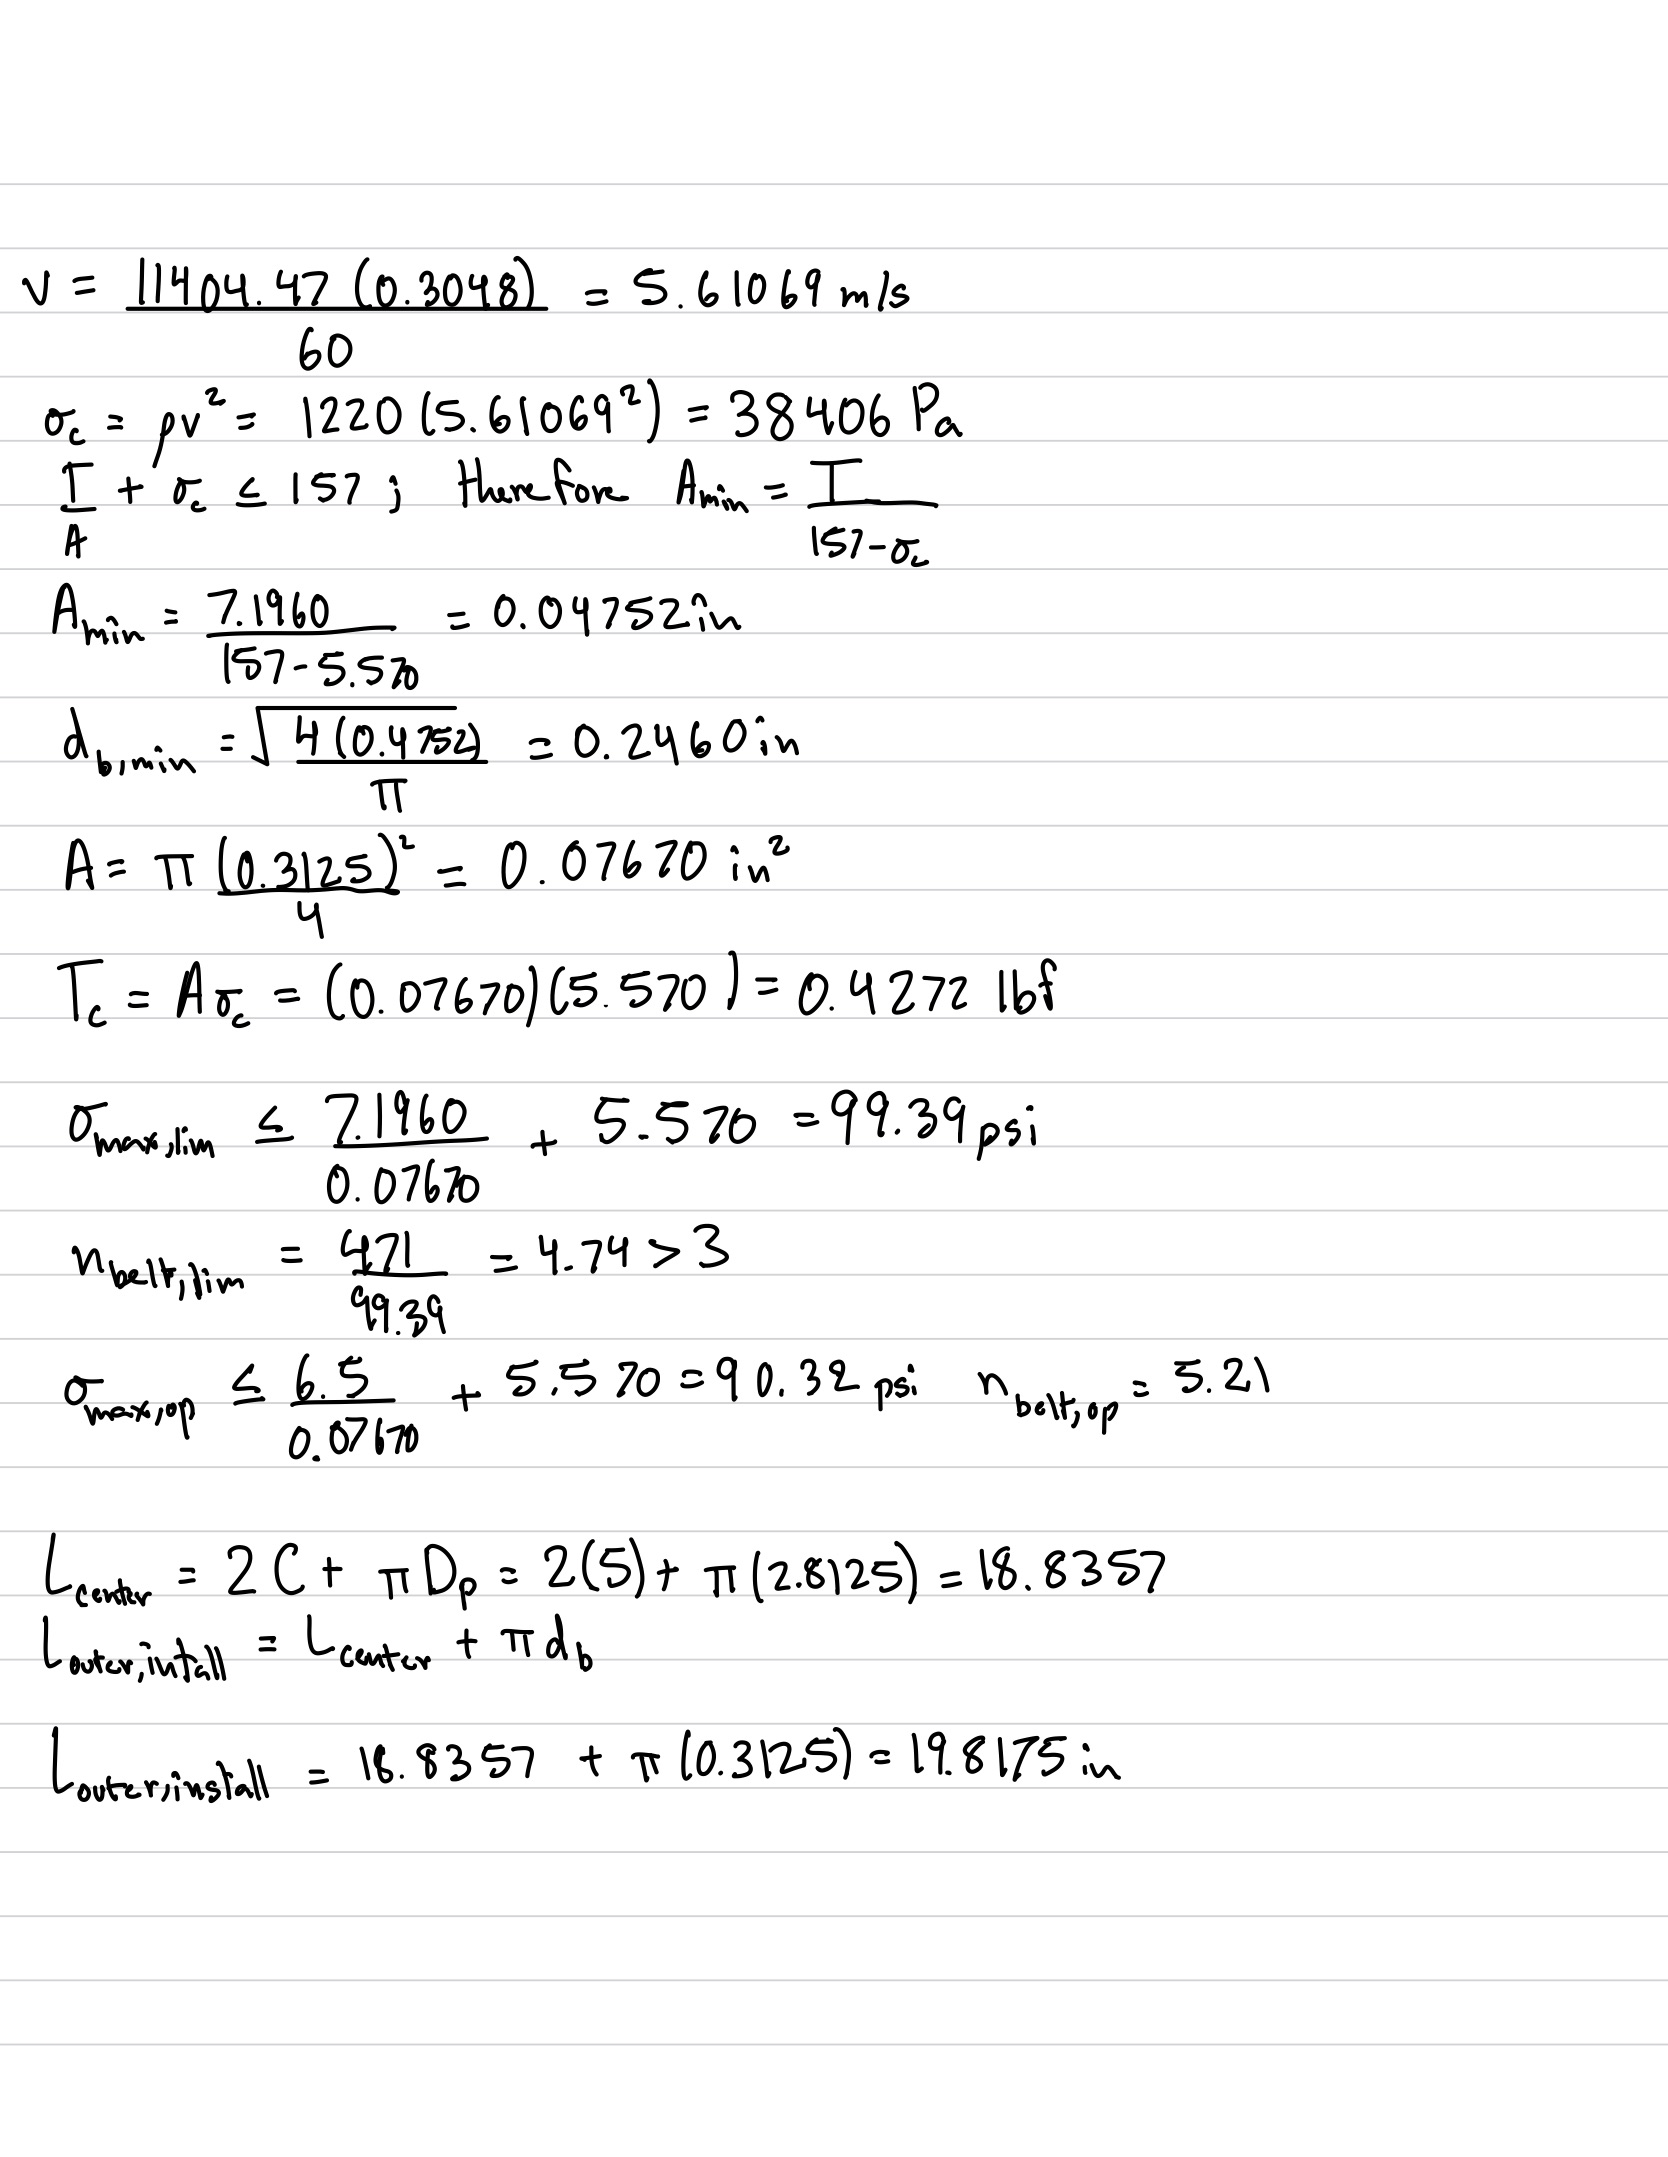 v = 11404.47 (0.3048) / 60 = 5.61069 m/s
σc = ρv² = 1220 (5.61069²) = 38406 Pa
T/A + σc ≤ 157 ; therefore Amin = T / (157-σc)
Amin = 7.1960 / (157-5.570) = 0.04752in
db,min = √(4(0.4752) / π) = 0.2460in
A = π (0.3125)² / 4 = 0.07670 in²
Tc = Aσc = (0.07670)(5.570) = 0.4272 lbf
σmax,lim ≤ 7.1960 / 0.07670 + 5.570 = 99.39 psi
nbelt,lim = 471 / 99.39 = 4.74 > 3
σmax,op ≤ 6.5 / 0.07670 + 5.570 = 90.32 psi nbelt,op = 5.21
Lcenter = 2C + πDp = 2(5) + π(2.8125) = 18.8357
Louter,intall = Lcenter + πdb
Louter,install = 18.8357 + π(0.3125) = 19.8175 in